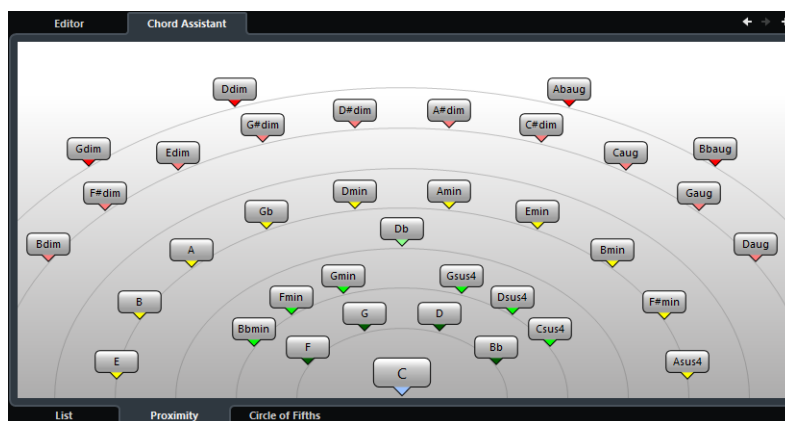 Editor Chord Assistant
Ddim Abaug
D#dim A#dim
G#dim C#dim
Gdim Edim Caug Bbaug
F#dim Dmin Amin Gaug
Gb Emin
Db
Bdim A Bmin Daug
Gmin Gsus4
B Fmin Dsus4 F#min
G D
Bbmin Csus4
F Bb
E C Asus4
List Proximity Circle of Fifths